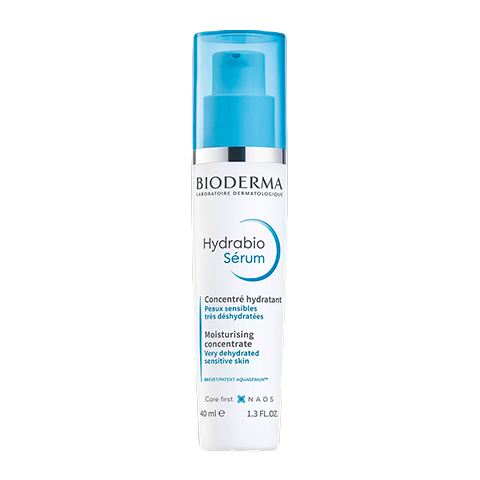 BIODERMA
LABORATOIRE DERMATOLOGIQUE
Hydrabio
Sérum
Concentré hydratant
Peaux sensibles
très déshydratées
Moisturising
concentrate
Very dehydrated
sensitive skin
BREVET/PATENT AQUAGENIUM™
Care first. NAOS
40 ml e 1.3 FL.OZ.